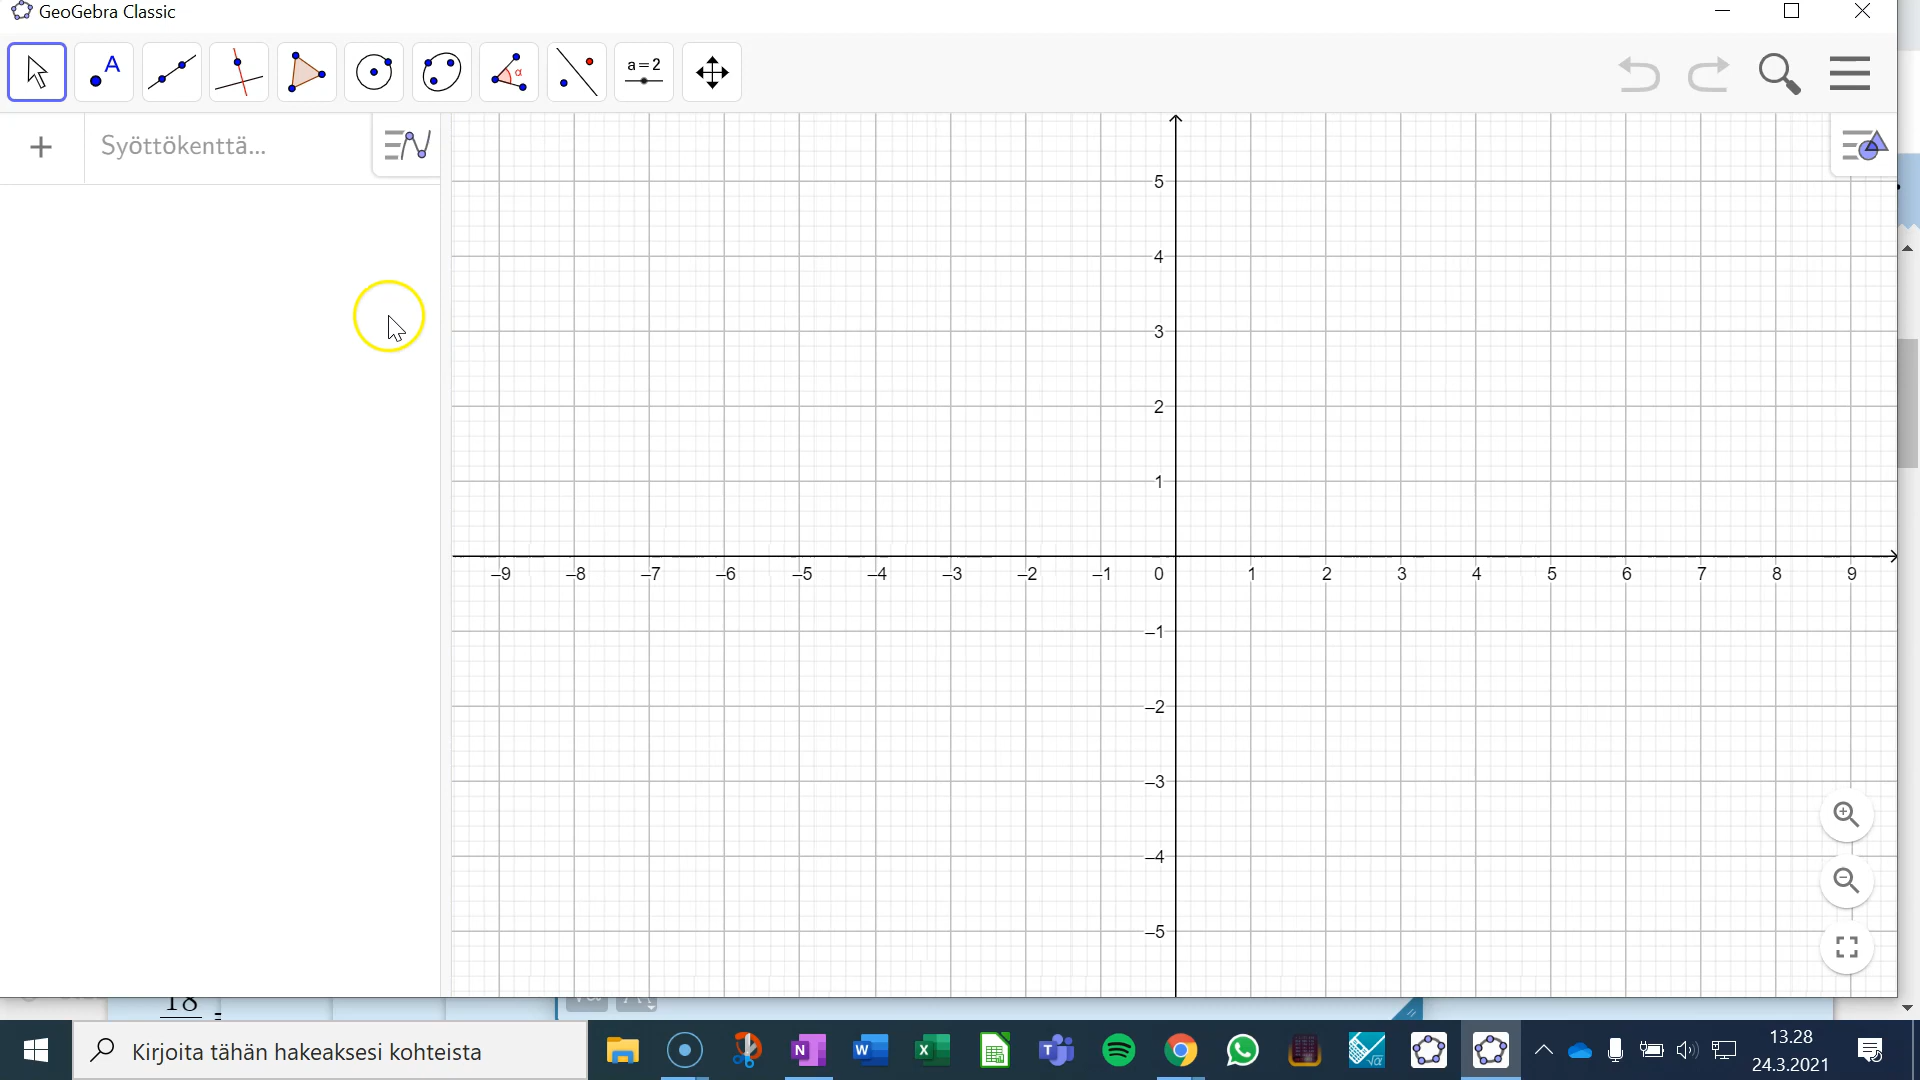 GeoGebra Classic
A
α
a=2
Syöttökenttä...
5
4
3
2
1
–9 –8 –7 –6 –5 –4 –3 –2 –1 0 1 2 3 4 5 6 7 8 9
–1
–2
–3
–4
–5
18
=
Kirjoita tähän hakeaksesi kohteista
N
W
X
T
√α
13.28
24.3.2021